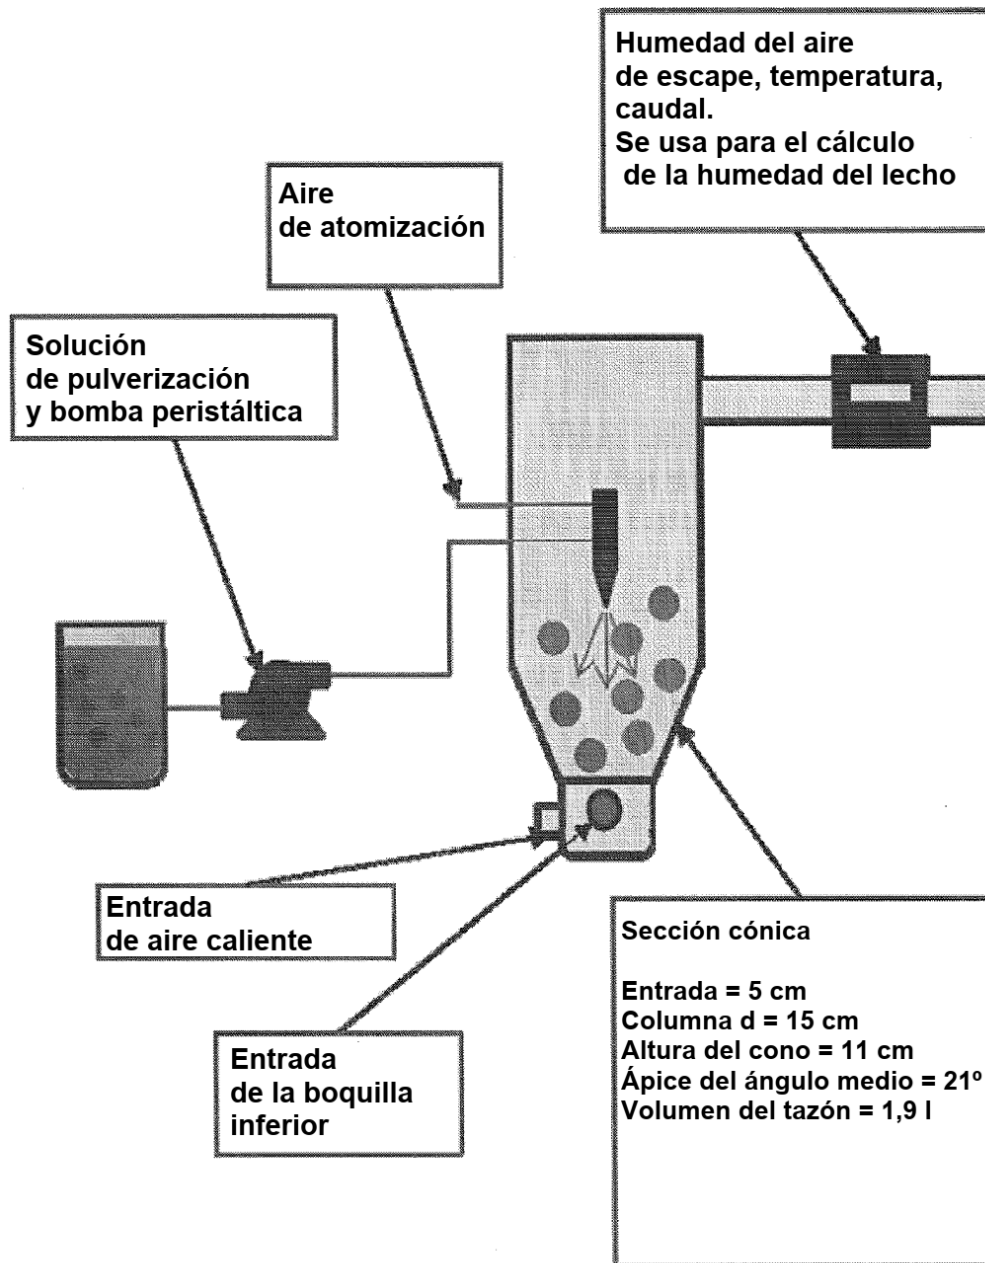 Humedad del aire
de escape, temperatura,
caudal.
Se usa para el cálculo
de la humedad del lecho
Aire
de atomización
Solución
de pulverización
y bomba peristáltica
Entrada
de aire caliente
Entrada
de la boquilla
inferior
Sección cónica
Entrada = 5 cm
Columna d = 15 cm
Altura del cono = 11 cm
Ápice del ángulo medio = 21º
Volumen del tazón = 1,9 l